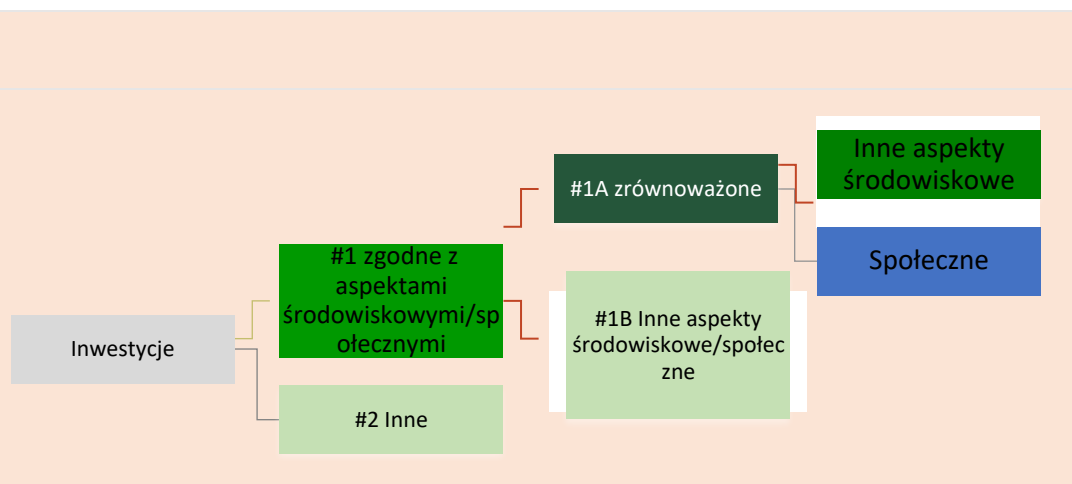 Inwestycje
#1 zgodne z
aspektami
środowiskowymi/sp
ołecznymi
#2 Inne
#1A zrównoważone
#1B Inne aspekty
środowiskowe/społec
zne
Inne aspekty
środowiskowe
Społeczne